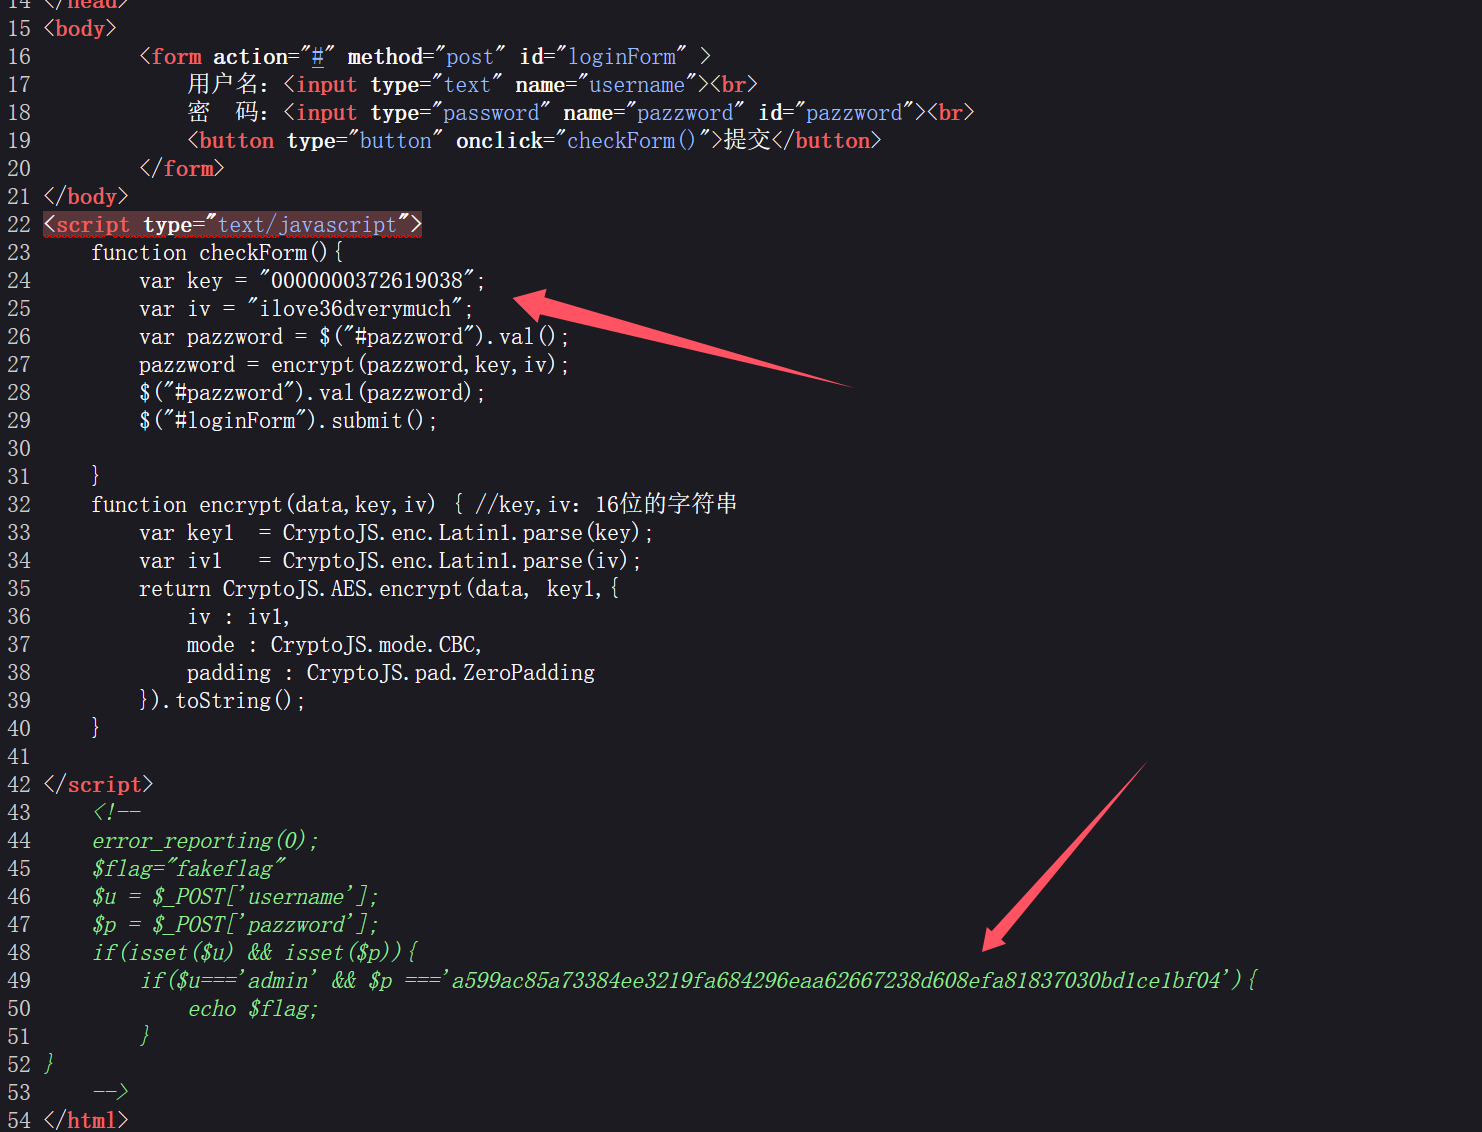 14 </head>
15 <body>
16 <form action="#" method="post" id="loginForm" >
17 用户名：<input type="text" name="username"><br>
18 密　码：<input type="password" name="pazzword" id="pazzword"><br>
19 <button type="button" onclick="checkForm()">提交</button>
20 </form>
21 </body>
22 <script type="text/javascript">
23 function checkForm(){
24 var key = "0000000372619038";
25 var iv = "ilove36dverymuch";
26 var pazzword = $("#pazzword").val();
27 pazzword = encrypt(pazzword,key,iv);
28 $("#pazzword").val(pazzword);
29 $("#loginForm").submit();
30
31 }
32 function encrypt(data,key,iv) { //key,iv：16位的字符串
33 var key1  = CryptoJS.enc.Latin1.parse(key);
34 var iv1   = CryptoJS.enc.Latin1.parse(iv);
35 return CryptoJS.AES.encrypt(data, key1,{
36 iv : iv1,
37 mode : CryptoJS.mode.CBC,
38 padding : CryptoJS.pad.ZeroPadding
39 }).toString();
40 }
41
42 </script>
43 <!--
44 error_reporting(0);
45 $flag="fakeflag"
46 $u = $_POST['username'];
47 $p = $_POST['pazzword'];
48 if(isset($u) && isset($p)){
49 if($u==='admin' && $p ==='a599ac85a73384ee3219fa684296eaa62667238d608efa81837030bd1ce1bf04'){
50 echo $flag;
51 }
52 }
53 -->
54 </html>